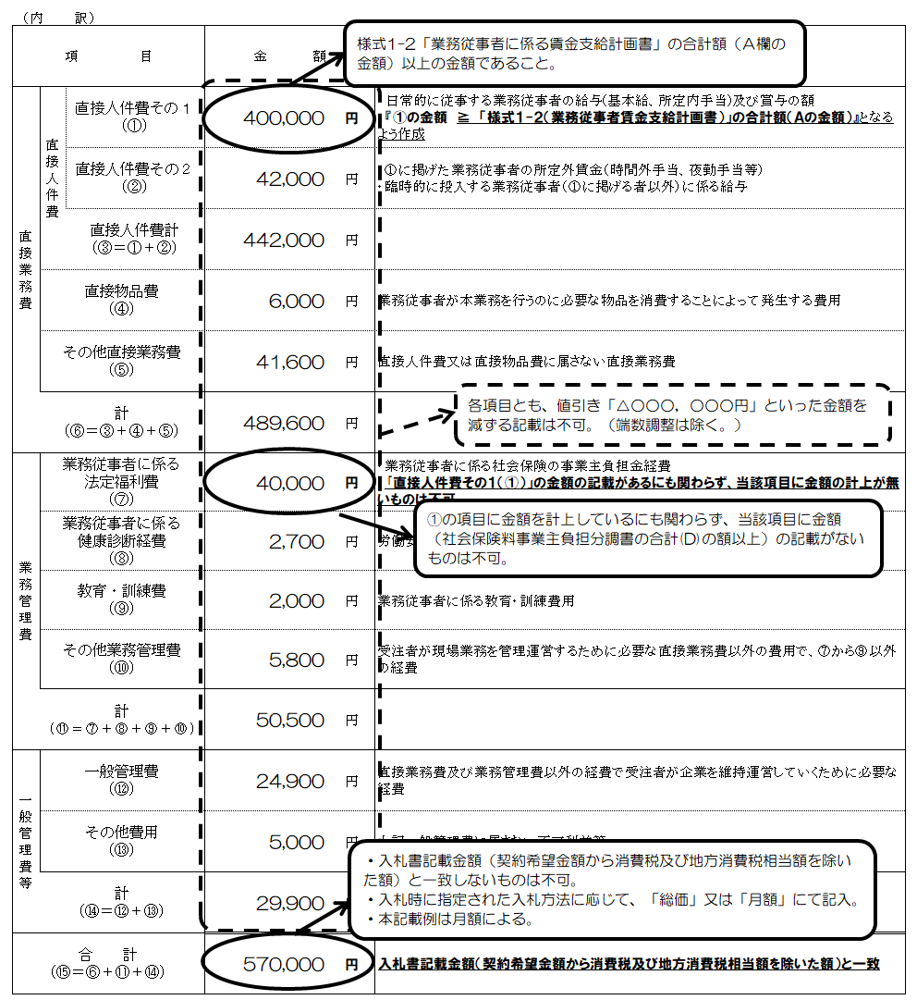 （内　訳）
項　目
金　額
様式１-２「業務従事者に係る賃金支給計画書」の合計額（Ａ欄の
金額）以上の金額であること。
直接業務費
直接人件費
直接人件費その１
（①）
400,000 円
日常的に従事する業務従事者の給与（基本給、所定内手当）及び賞与の額
『①の金額 ≧ 「様式１-２（業務従事者賃金支給計画書）」の合計額（Ａの金額）』となる
よう作成
直接人件費その２
（②）
42,000 円
①に掲げた業務従事者の所定外賃金（時間外手当、夜勤手当等）
・臨時的に投入する業務従事者（①に掲げる者以外）に係る給与
直接人件費計
（③＝①＋②）
442,000 円
直接物品費
（④）
6,000 円
業務従事者が本業務を行うのに必要な物品を消費することによって発生する費用
その他直接業務費
（⑤）
41,600 円
直接人件費又は直接物品費に属さない直接業務費
計
（⑥＝③＋④＋⑤）
489,600 円
各項目とも、値引き「△〇〇〇，〇〇〇円」といった金額を
減ずる記載は不可。（端数調整は除く。）
業務管理費
業務従事者に係る
法定福利費
（⑦）
40,000 円
業務従事者に係る社会保険の事業主負担金経費
「直接人件費その１（①）」の金額の記載があるにも関わらず、当該項目に金額の計上が無
いものは不可
①の項目に金額を計上しているにも関わらず、当該項目に金額
（社会保険料事業主負担分調書の合計(D)の額以上）の記載がない
ものは不可。
業務従事者に係る
健康診断経費
（⑧）
2,700 円
労働
教育・訓練費
（⑨）
2,000 円
業務従事者に係る教育・訓練費用
その他業務管理費
（⑩）
5,800 円
受注者が現場業務を管理運営するために必要な直接業務費以外の費用で、⑦から⑨以外
の経費
計
（⑪＝⑦＋⑧＋⑨＋⑩）
50,500 円
一般管理費等
一般管理費
（⑫）
24,900 円
直接業務費及び業務管理費以外の経費で受注者が企業を維持運営していくために必要な
経費
その他費用
（⑬）
5,000 円
・入札書記載金額（契約希望金額から消費税及び地方消費税相当額を除い
た額）と一致しないものは不可。
・入札時に指定された入札方法に応じて、「総価」又は「月額」にて記入。
・本記載例は月額による。
計
（⑭＝⑫＋⑬）
29,900
合　計
（⑮＝⑥＋⑪＋⑭）
570,000 円
入札書記載金額（契約希望金額から消費税及び地方消費税相当額を除いた額）と一致